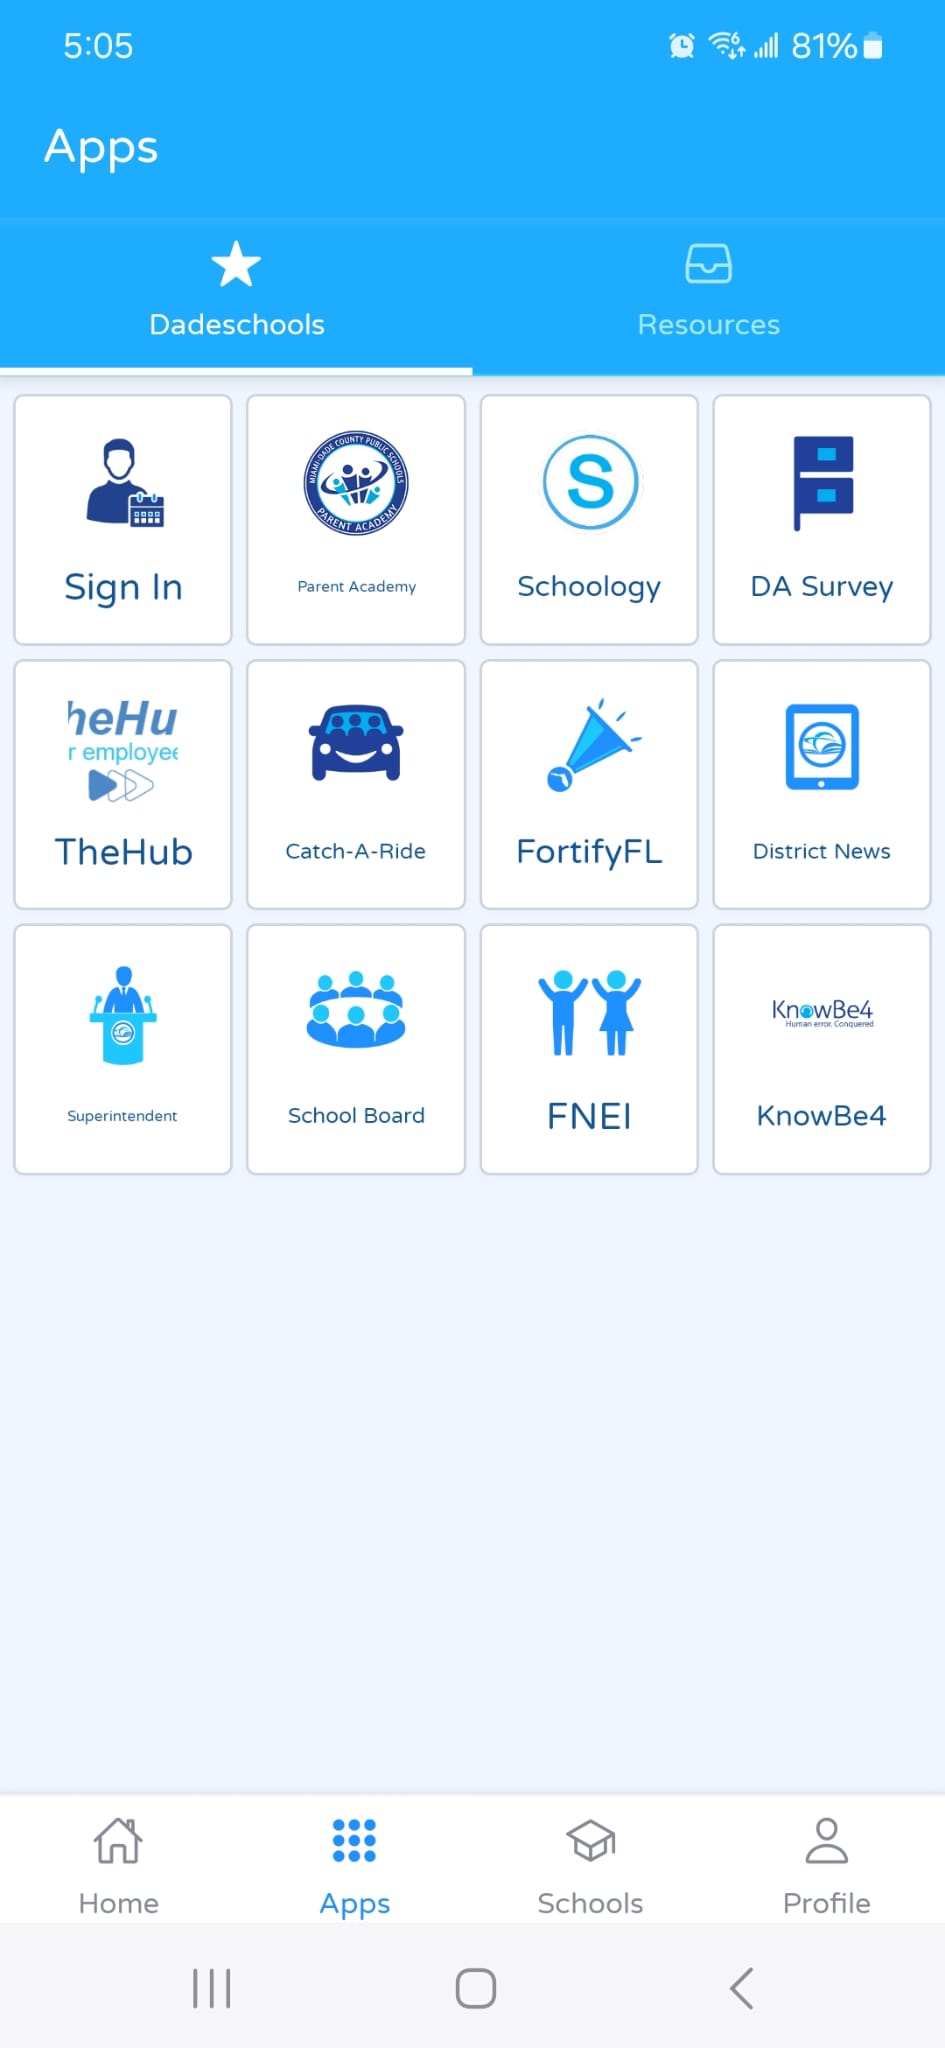 5:05
6
81%
Apps
Dadeschools
Resources
MIAMI-DADE COUNTY PUBLIC SCHOOLS
PARENT ACADEMY
S
Sign In
Parent Academy
Schoology
DA Survey
heHu
r employee
TheHub
Catch-A-Ride
FortifyFL
District News
KnowBe4
Human error. Conquered
Superintendent
School Board
FNEI
KnowBe4
Home
Apps
Schools
Profile